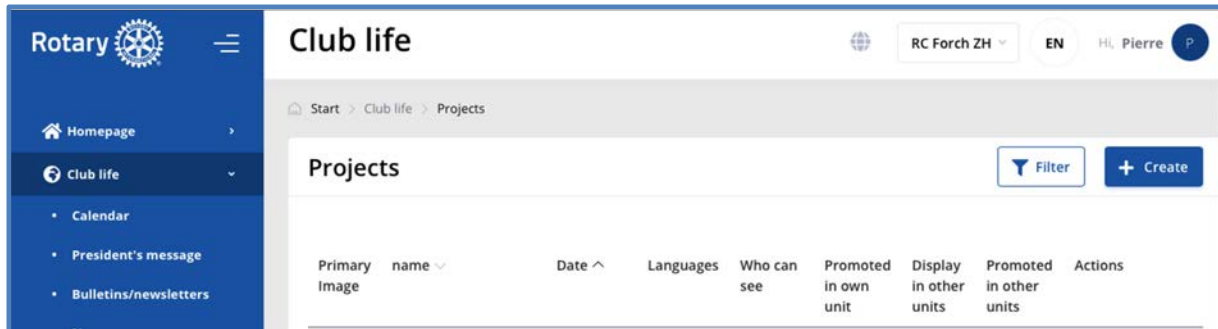 Rotary
Club life
RC Forch ZH
EN
Hi, Pierre
P
Start > Club life > Projects
Homepage
Club life
Calendar
President's message
Bulletins/newsletters
Projects
Filter
+ Create
Primary Image
name
Date
Languages
Who can see
Promoted in own unit
Display in other units
Promoted in other units
Actions